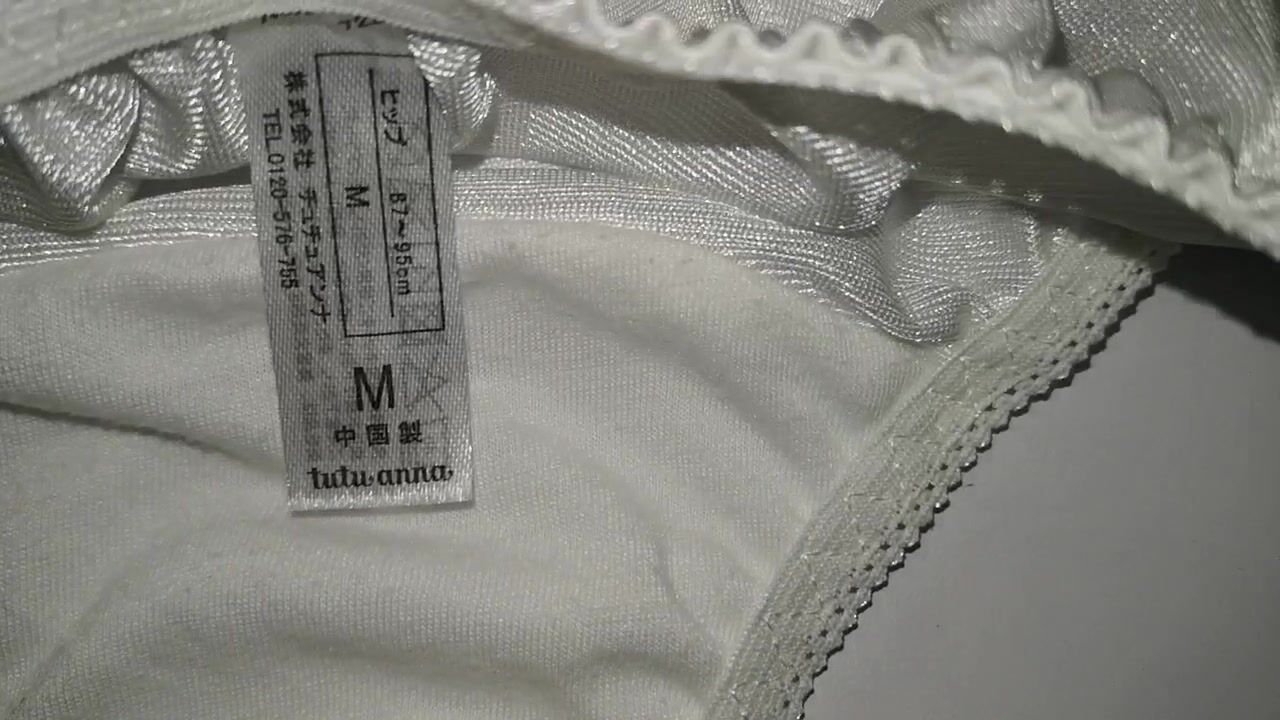 ヒップ 87～95cm
M
株式会社 チュチュアンナ
TEL 0120-576-755
M
中國製
tutu anna